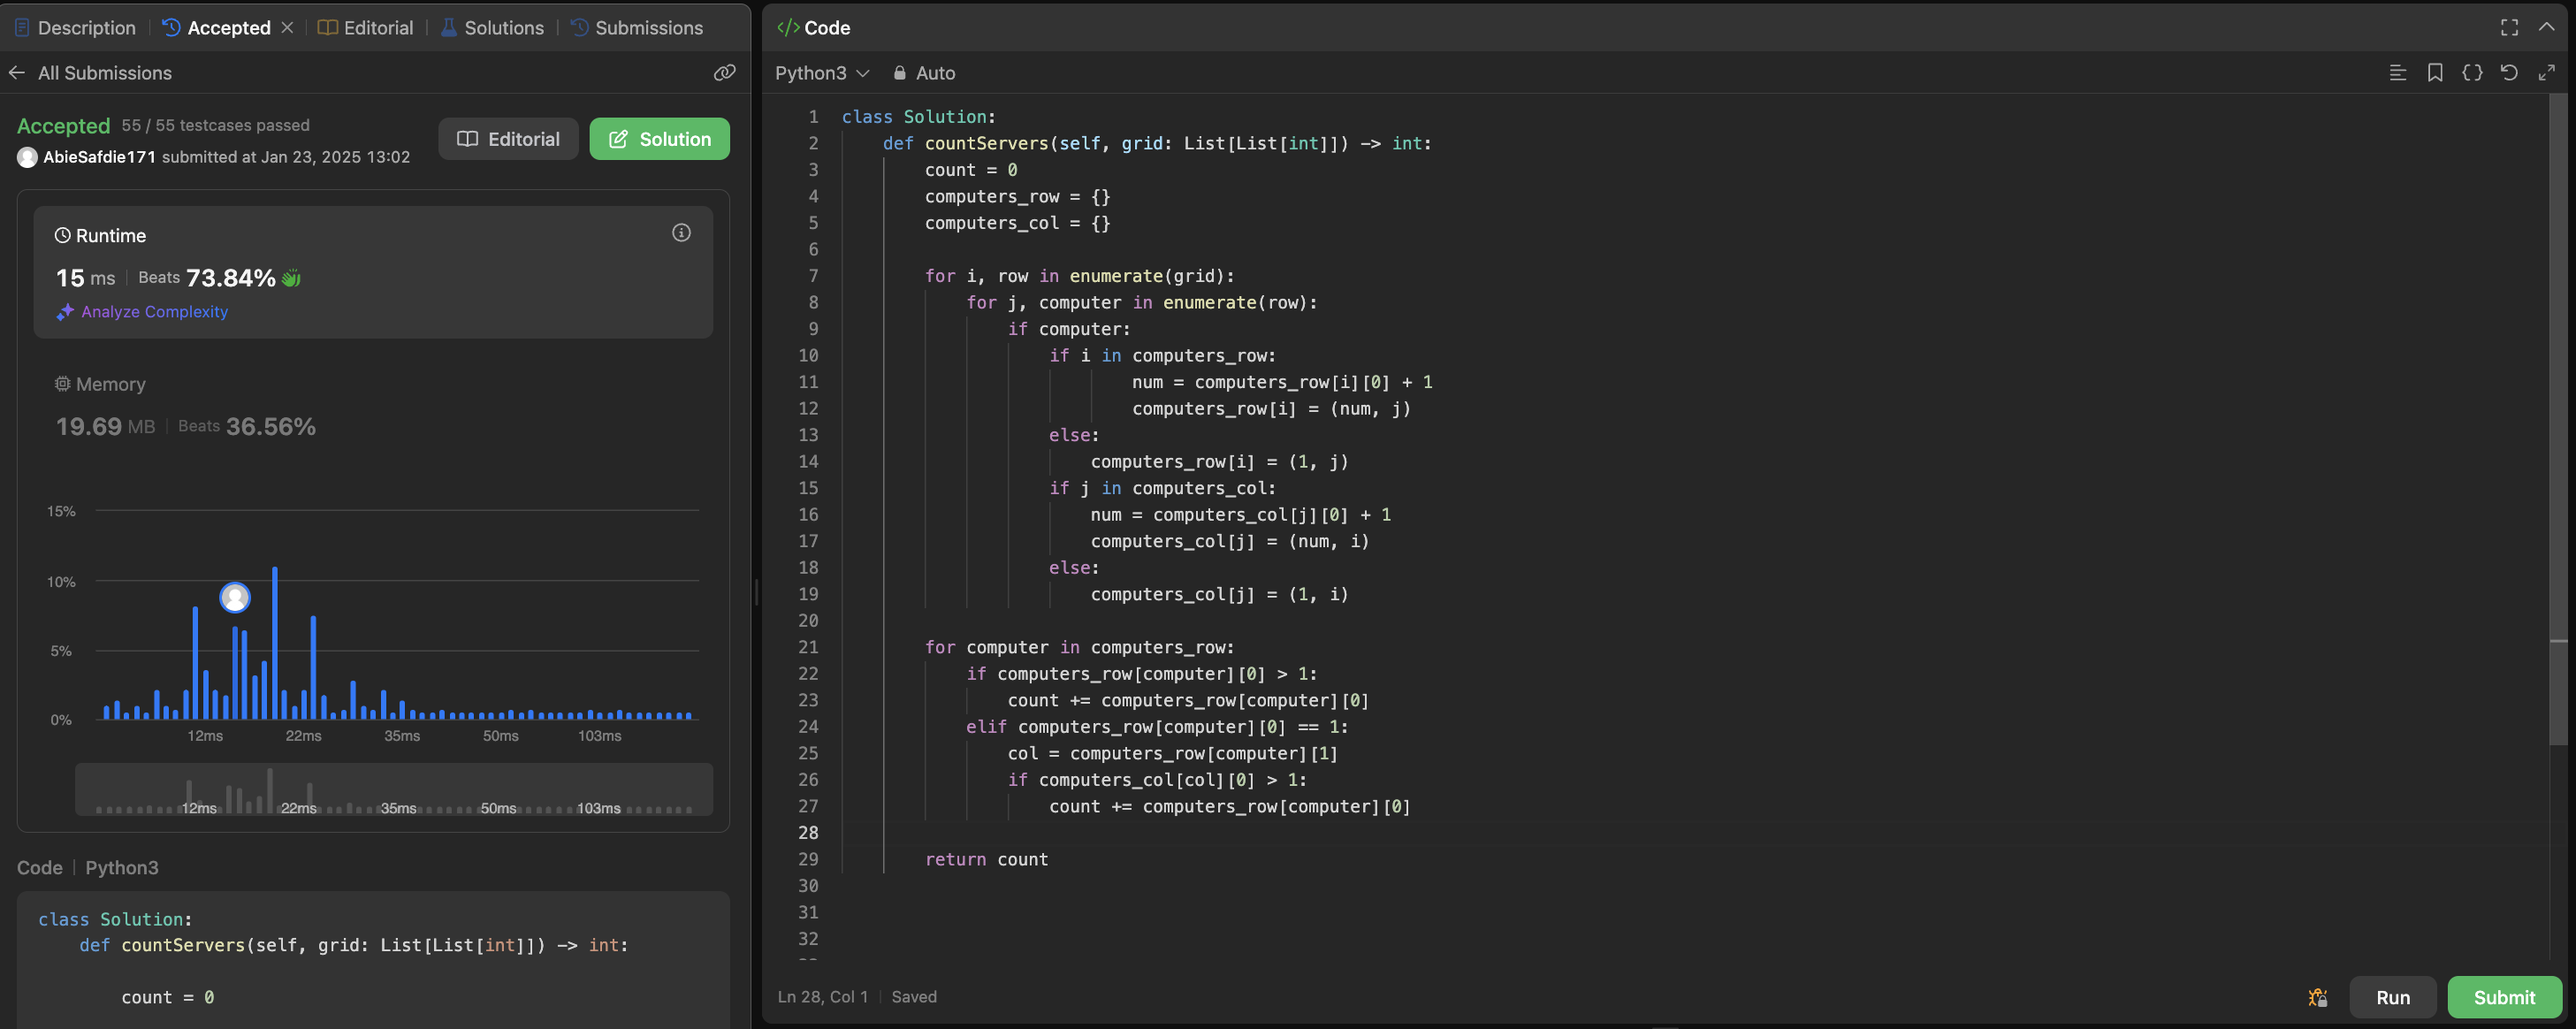 Description
Accepted
Editorial
Solutions
Submissions
All Submissions
Accepted 55 / 55 testcases passed
AbieSafdie171 submitted at Jan 23, 2025 13:02
Editorial
Solution
Runtime
15 ms | Beats 73.84%
Analyze Complexity
Memory
19.69 MB | Beats 36.56%
15%
10%
5%
0%
12ms 22ms 35ms 50ms 103ms
12ms 22ms 35ms 50ms 103ms
Code | Python3
class Solution:
    def countServers(self, grid: List[List[int]]) -> int:
        count = 0
</> Code
Python3 Auto
1 class Solution:
2     def countServers(self, grid: List[List[int]]) -> int:
3         count = 0
4         computers_row = {}
5         computers_col = {}
6
7         for i, row in enumerate(grid):
8             for j, computer in enumerate(row):
9                 if computer:
10                     if i in computers_row:
11                             num = computers_row[i][0] + 1
12                             computers_row[i] = (num, j)
13                     else:
14                         computers_row[i] = (1, j)
15                     if j in computers_col:
16                         num = computers_col[j][0] + 1
17                         computers_col[j] = (num, i)
18                     else:
19                         computers_col[j] = (1, i)
20
21         for computer in computers_row:
22             if computers_row[computer][0] > 1:
23                 count += computers_row[computer][0]
24             elif computers_row[computer][0] == 1:
25                 col = computers_row[computer][1]
26                 if computers_col[col][0] > 1:
27                     count += computers_row[computer][0]
28
29         return count
30
31
32
Ln 28, Col 1 | Saved
Run
Submit